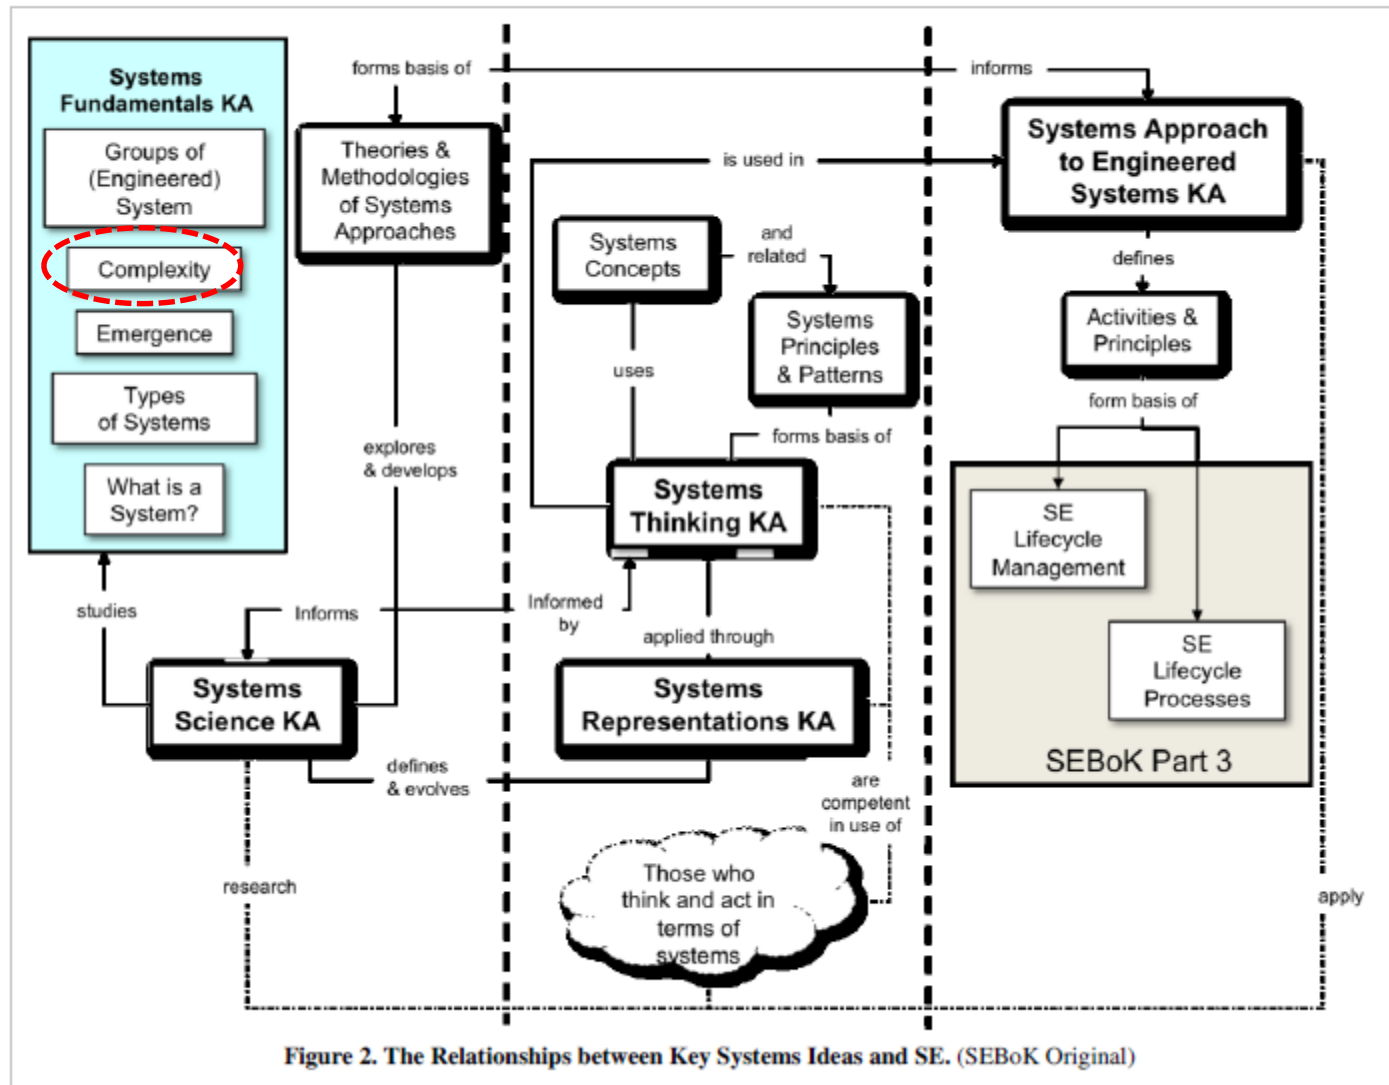 Systems
Fundamentals KA
Groups of
(Engineered)
System
Complexity
Emergence
Types
of Systems
What is a
System?
studies
forms basis of
Theories &
Methodologies
of Systems
Approaches
explores
& develops
Informs
Systems
Science KA
defines
& evolves
research
is used in
Systems
Concepts
and
related
Systems
Principles
& Patterns
uses
forms basis of
Systems
Thinking KA
Informed
by
applied through
Systems
Representations KA
are
competent
in use of
Those who
think and act in
terms of
systems
informs
Systems Approach
to Engineered
Systems KA
defines
Activities &
Principles
form basis of
SE
Lifecycle
Management
SE
Lifecycle
Processes
SEBoK Part 3
apply
Figure 2. The Relationships between Key Systems Ideas and SE. (SEBoK Original)